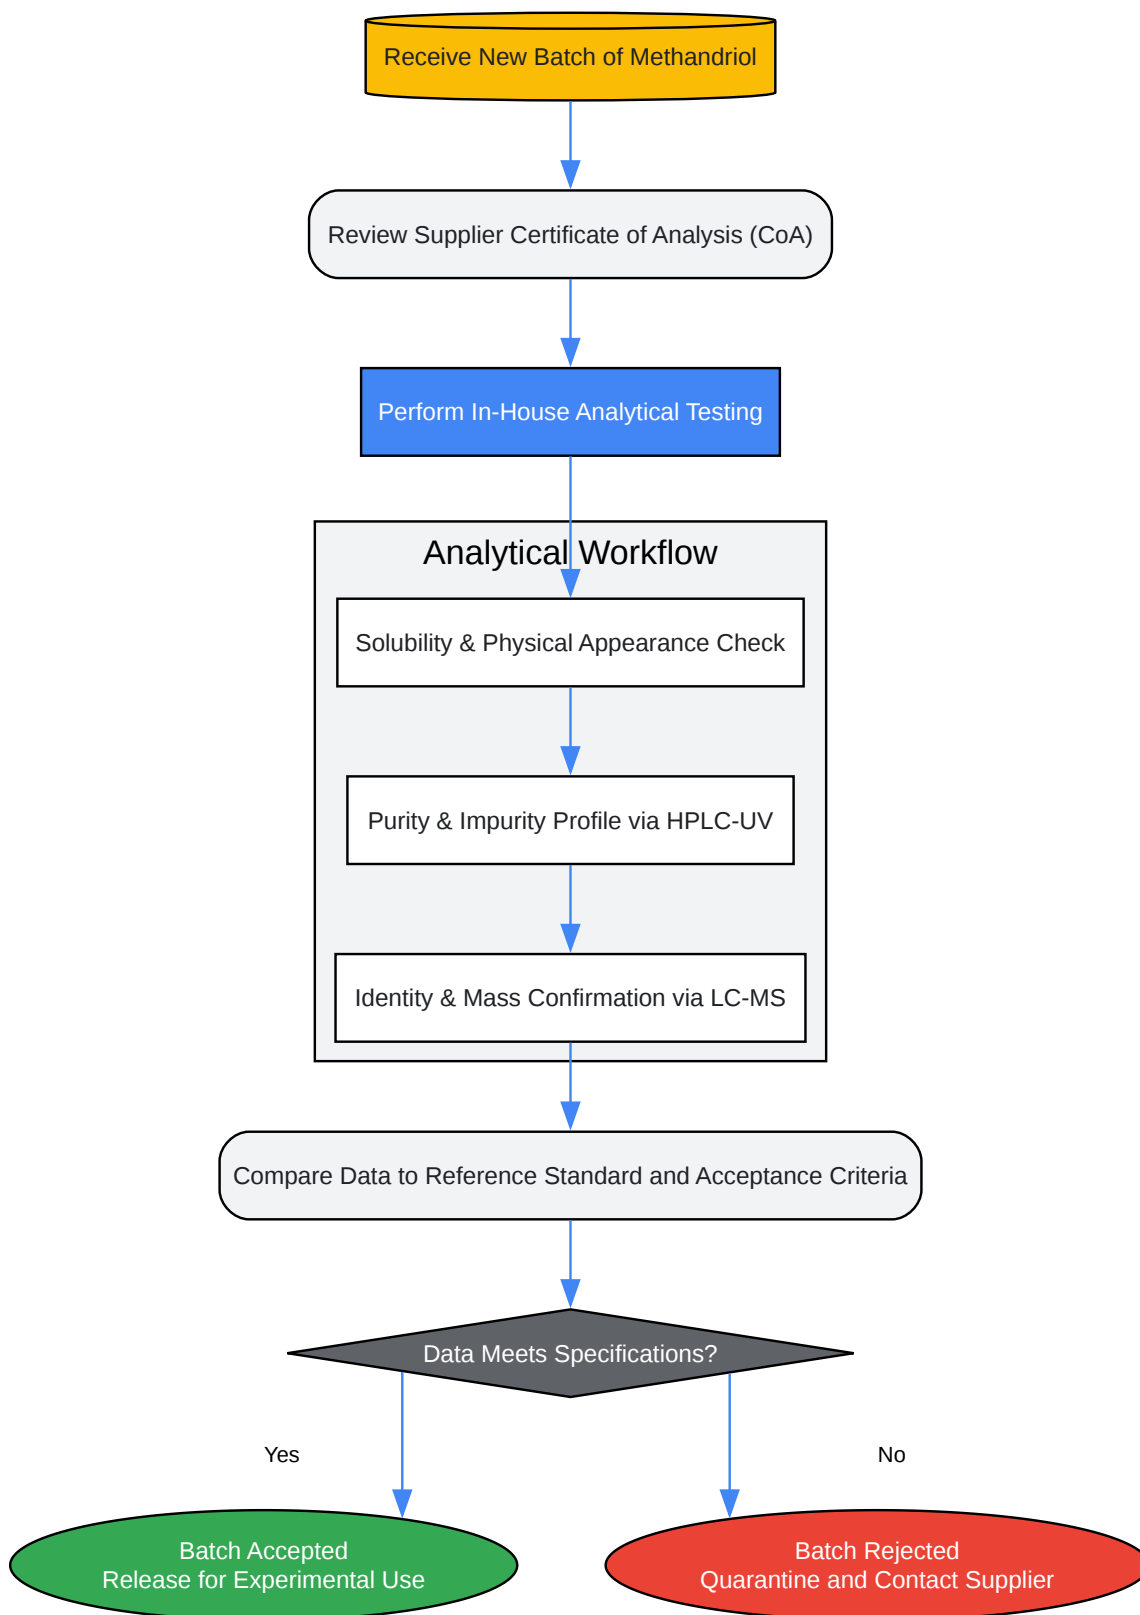 Receive New Batch of Methandriol
Review Supplier Certificate of Analysis (CoA)
Perform In-House Analytical Testing
Analytical Workflow
Solubility & Physical Appearance Check
Purity & Impurity Profile via HPLC-UV
Identity & Mass Confirmation via LC-MS
Compare Data to Reference Standard and Acceptance Criteria
Data Meets Specifications?
Yes
No
Batch Accepted
Release for Experimental Use
Batch Rejected
Quarantine and Contact Supplier